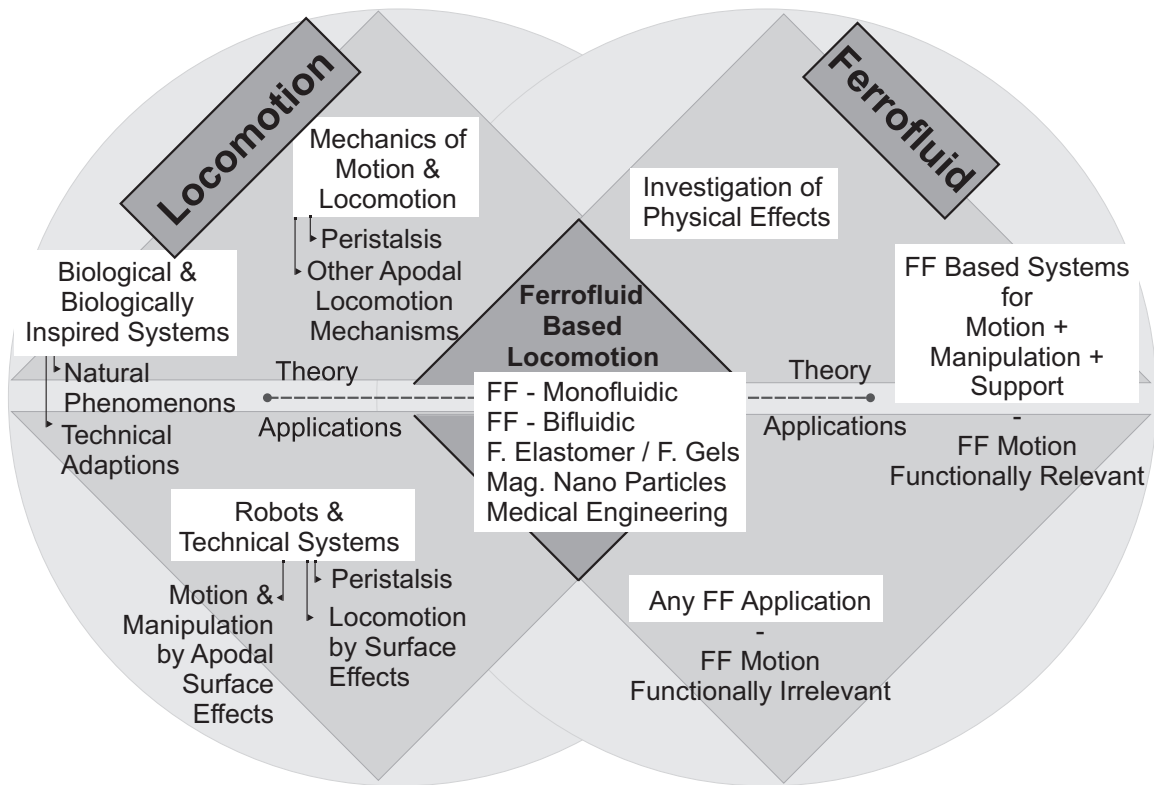 Locomotion
Mechanics of
Motion &
Locomotion
Peristalsis
Other Apodal
Locomotion
Mechanisms
Biological &
Biologically
Inspired Systems
Natural
Phenomenons
Technical
Adaptions
Theory
Applications
Robots &
Technical Systems
Peristalsis
Locomotion
by Surface
Effects
Motion &
Manipulation
by Apodal
Surface
Effects
Ferrofluid
Based
Locomotion
FF - Monofluidic
FF - Bifluidic
F. Elastomer / F. Gels
Mag. Nano Particles
Medical Engineering
Ferrofluid
Investigation of
Physical Effects
FF Based Systems
for
Motion +
Manipulation +
Support
-
FF Motion
Functionally Relevant
Theory
Applications
Any FF Application
-
FF Motion
Functionally Irrelevant